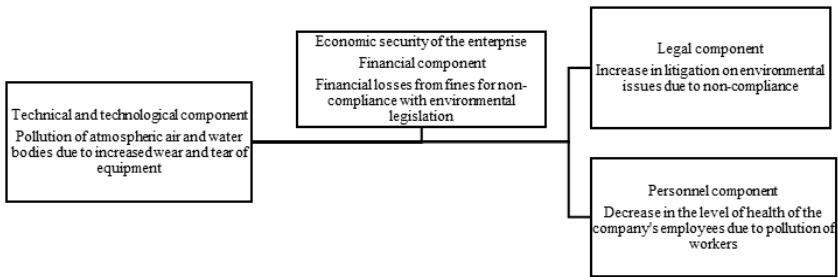 Economic security of the enterprise
Financial component
Financial losses from fines for non-
compliance with environmental
legislation
Legal component
Increase in litigation on environmental
issues due to non-compliance
Technical and technological component
Pollution of atmospheric air and water
bodies due to increased wear and tear of
equipment
Personnel component
Decrease in the level of health of the
company's employees due to pollution of
workers